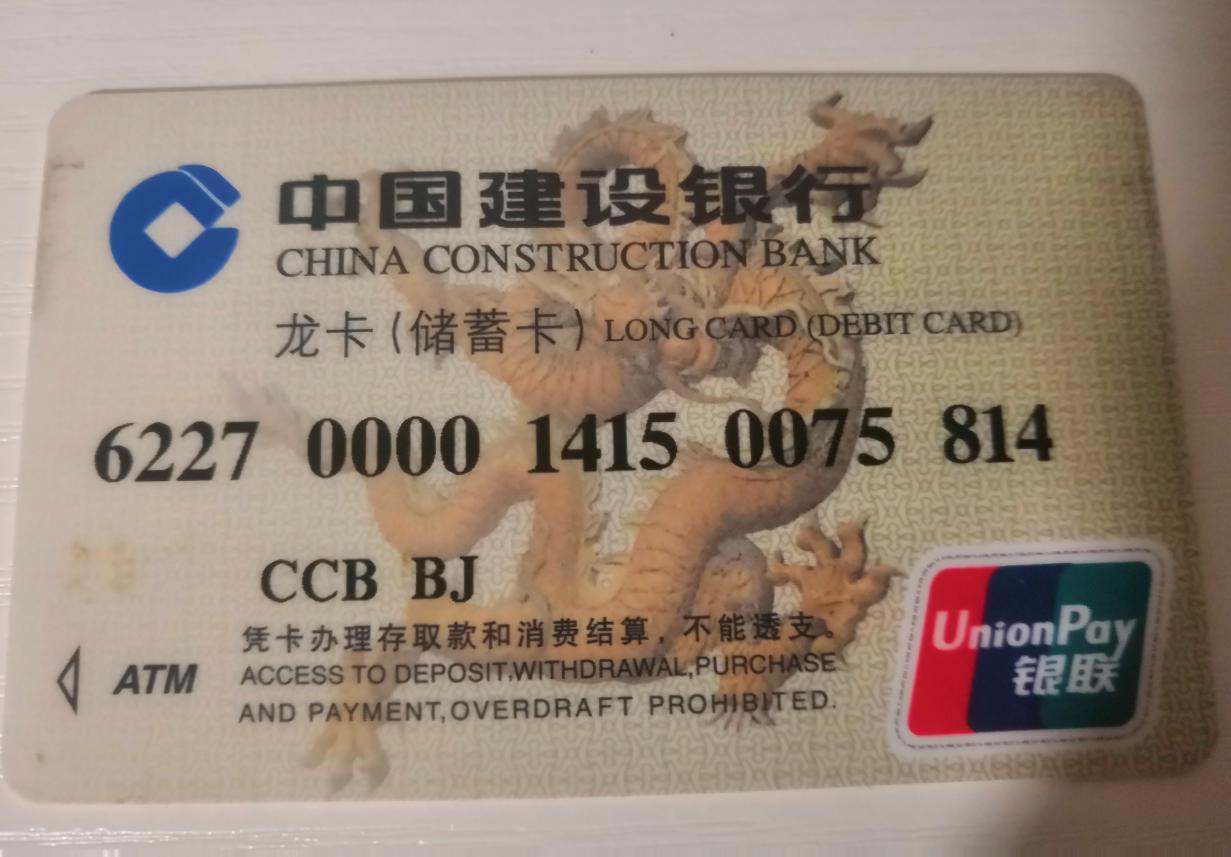 中国建设银行
CHINA CONSTRUCTION BANK
龙卡(储蓄卡) LONG CARD (DEBIT CARD)
6227 0000 1415 0075 814
CCB BJ
凭卡办理存取款和消费结算，不能透支。
ATM
ACCESS TO DEPOSIT,WITHDRAWAL,PURCHASE
AND PAYMENT,OVERDRAFT PROHIBITED.
UnionPay
银联